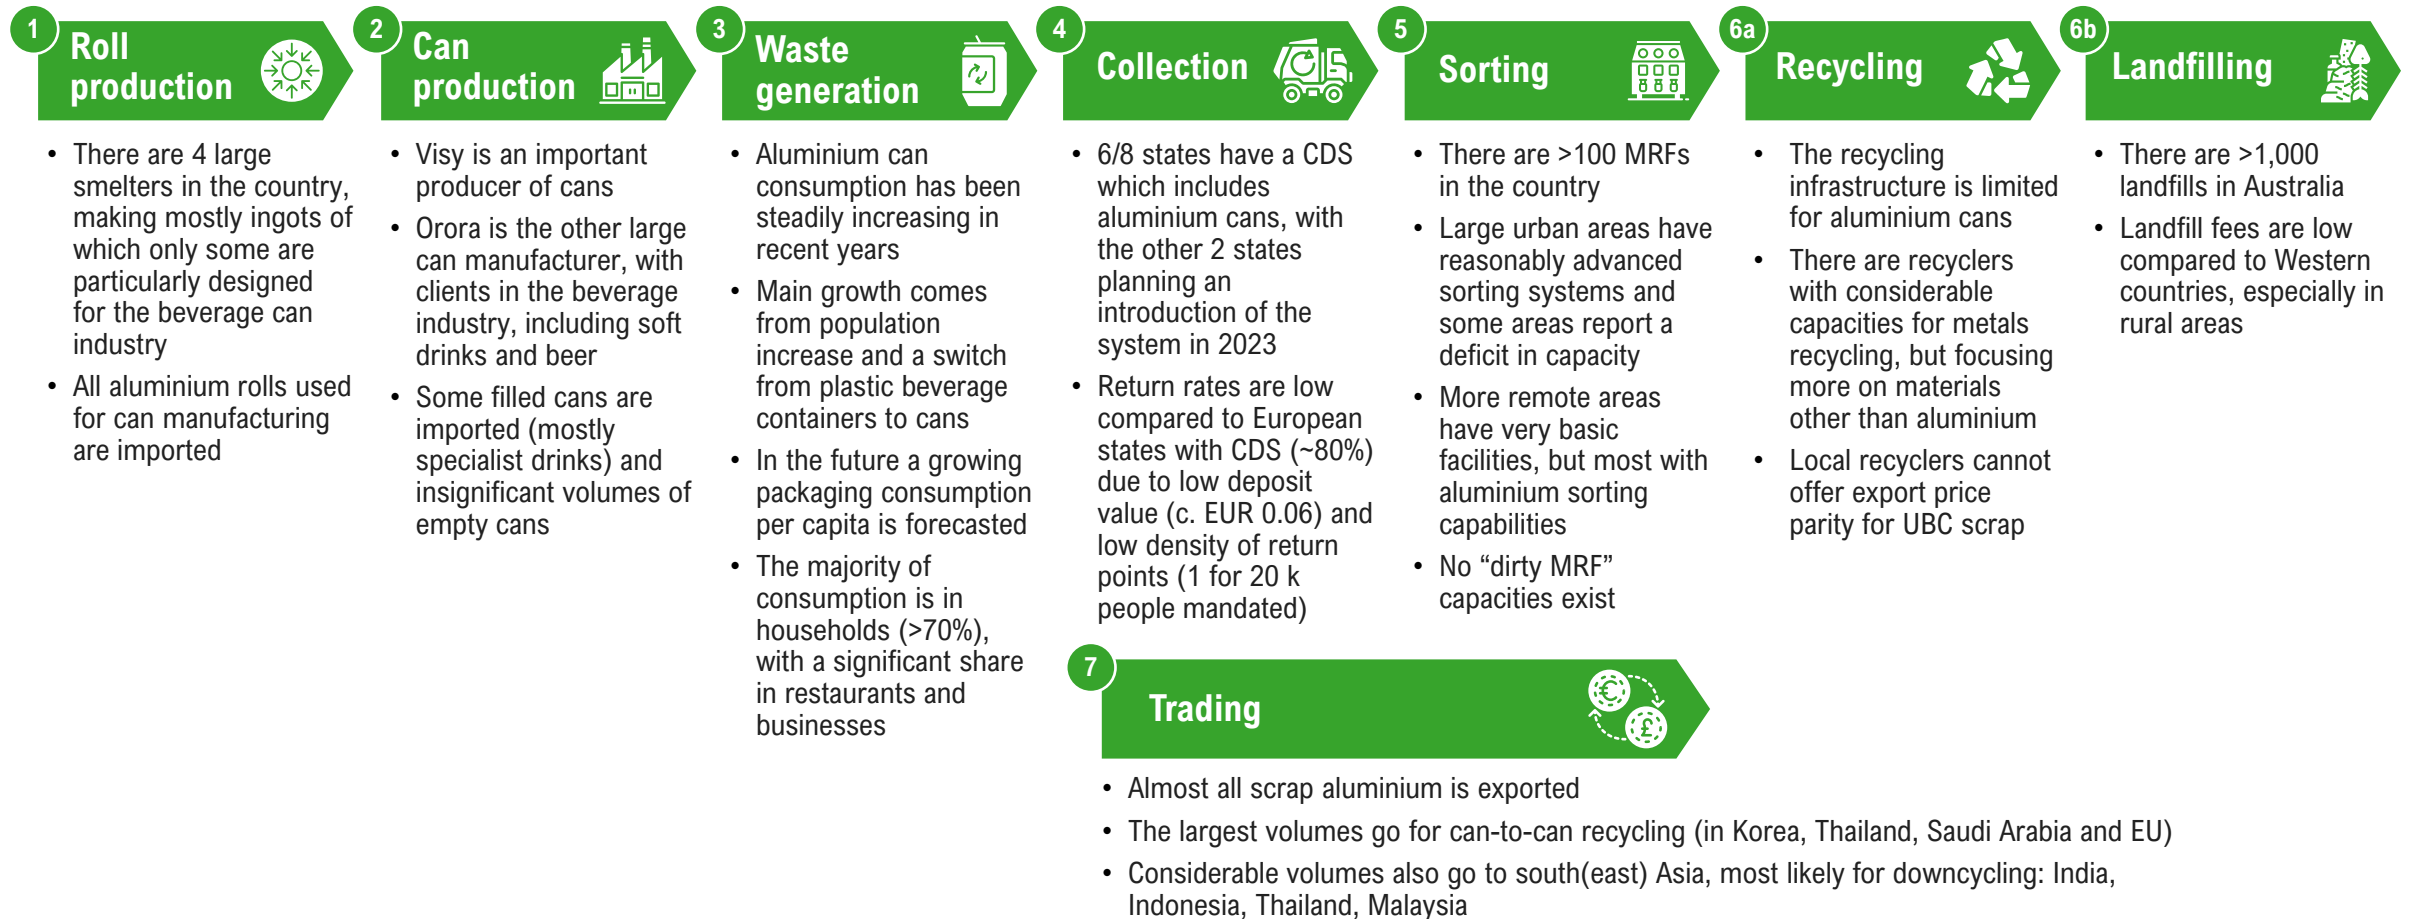 1
Roll
production
• There are 4 large
smelters in the country,
making mostly ingots of
which only some are
particularly designed
for the beverage can
industry
• All aluminium rolls used
for can manufacturing
are imported
2
Can
production
• Visy is an important
producer of cans
• Orora is the other large
can manufacturer, with
clients in the beverage
industry, including soft
drinks and beer
• Some filled cans are
imported (mostly
specialist drinks) and
insignificant volumes of
empty cans
3
Waste
generation
• Aluminium can
consumption has been
steadily increasing in
recent years
• Main growth comes
from population
increase and a switch
from plastic beverage
containers to cans
• In the future a growing
packaging consumption
per capita is forecasted
• The majority of
consumption is in
households (>70%),
with a significant share
in restaurants and
businesses
4
Collection
• 6/8 states have a CDS
which includes
aluminium cans, with
the other 2 states
planning an
introduction of the
system in 2023
• Return rates are low
compared to European
states with CDS (~80%)
due to low deposit
value (c. EUR 0.06) and
low density of return
points (1 for 20 k
people mandated)
5
Sorting
• There are >100 MRFs
in the country
• Large urban areas have
reasonably advanced
sorting systems and
some areas report a
deficit in capacity
• More remote areas
have very basic
facilities, but most with
aluminium sorting
capabilities
• No “dirty MRF”
capacities exist
6a
Recycling
• The recycling
infrastructure is limited
for aluminium cans
• There are recyclers
with considerable
capacities for metals
recycling, but focusing
more on materials
other than aluminium
• Local recyclers cannot
offer export price
parity for UBC scrap
6b
Landfilling
• There are >1,000
landfills in Australia
• Landfill fees are low
compared to Western
countries, especially in
rural areas
7
Trading
€
£
• Almost all scrap aluminium is exported
• The largest volumes go for can-to-can recycling (in Korea, Thailand, Saudi Arabia and EU)
• Considerable volumes also go to south(east) Asia, most likely for downcycling: India,
Indonesia, Thailand, Malaysia